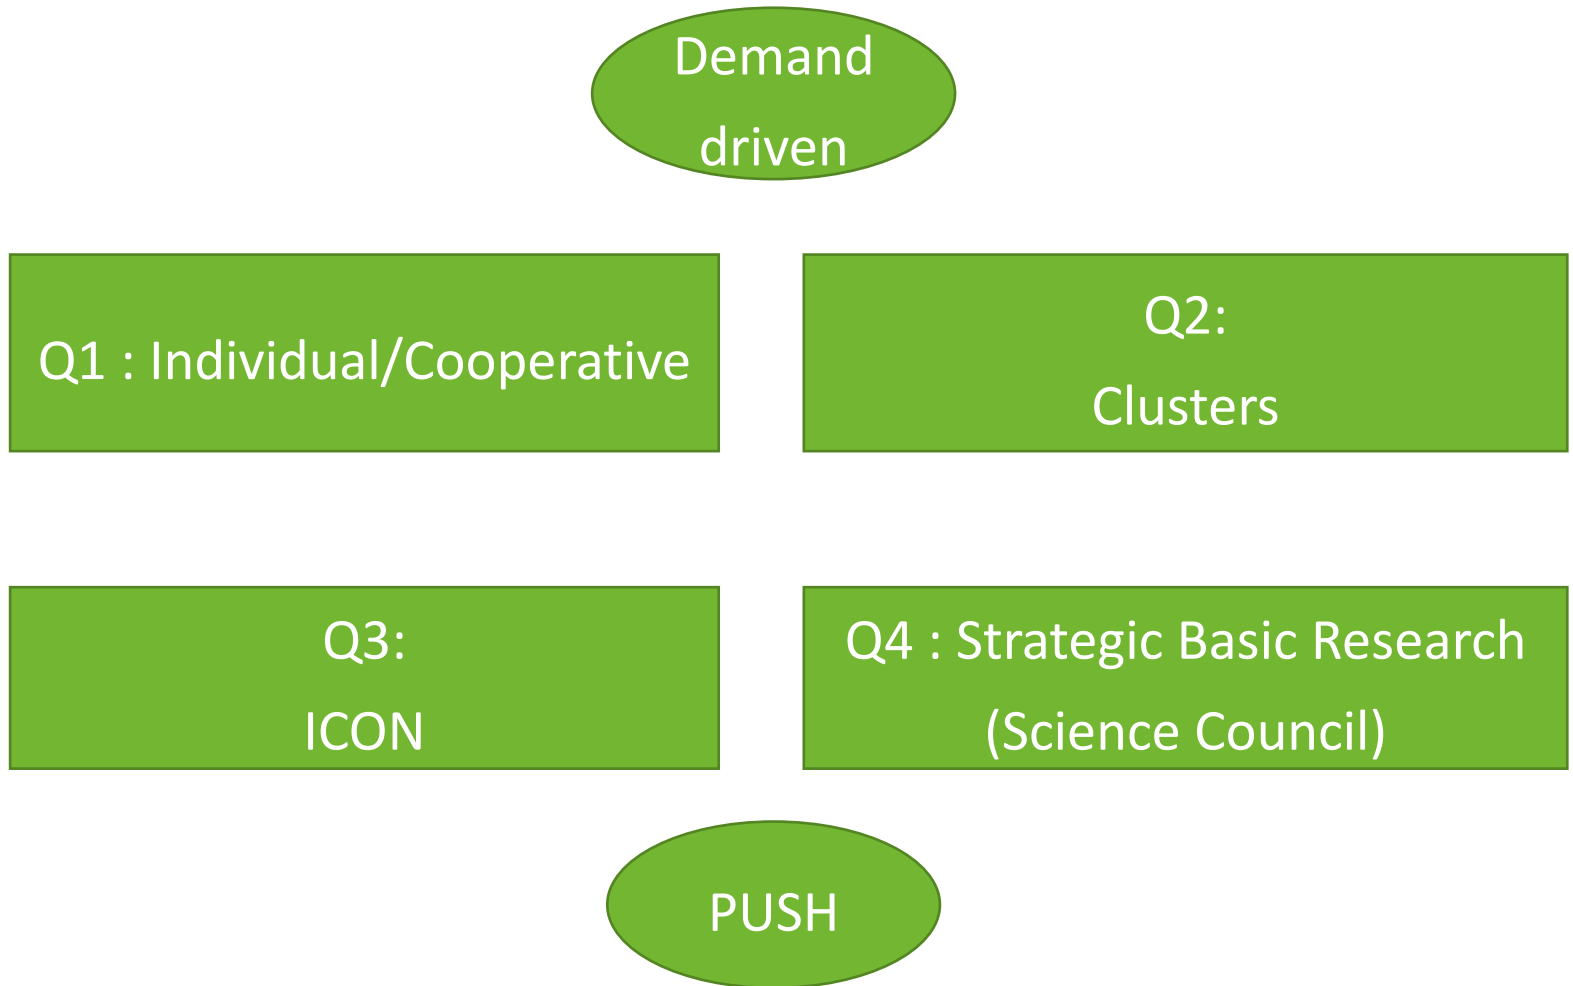 Demand
driven
Q1 : Individual/Cooperative
Q2:
Clusters
Q3:
ICON
Q4 : Strategic Basic Research
(Science Council)
PUSH